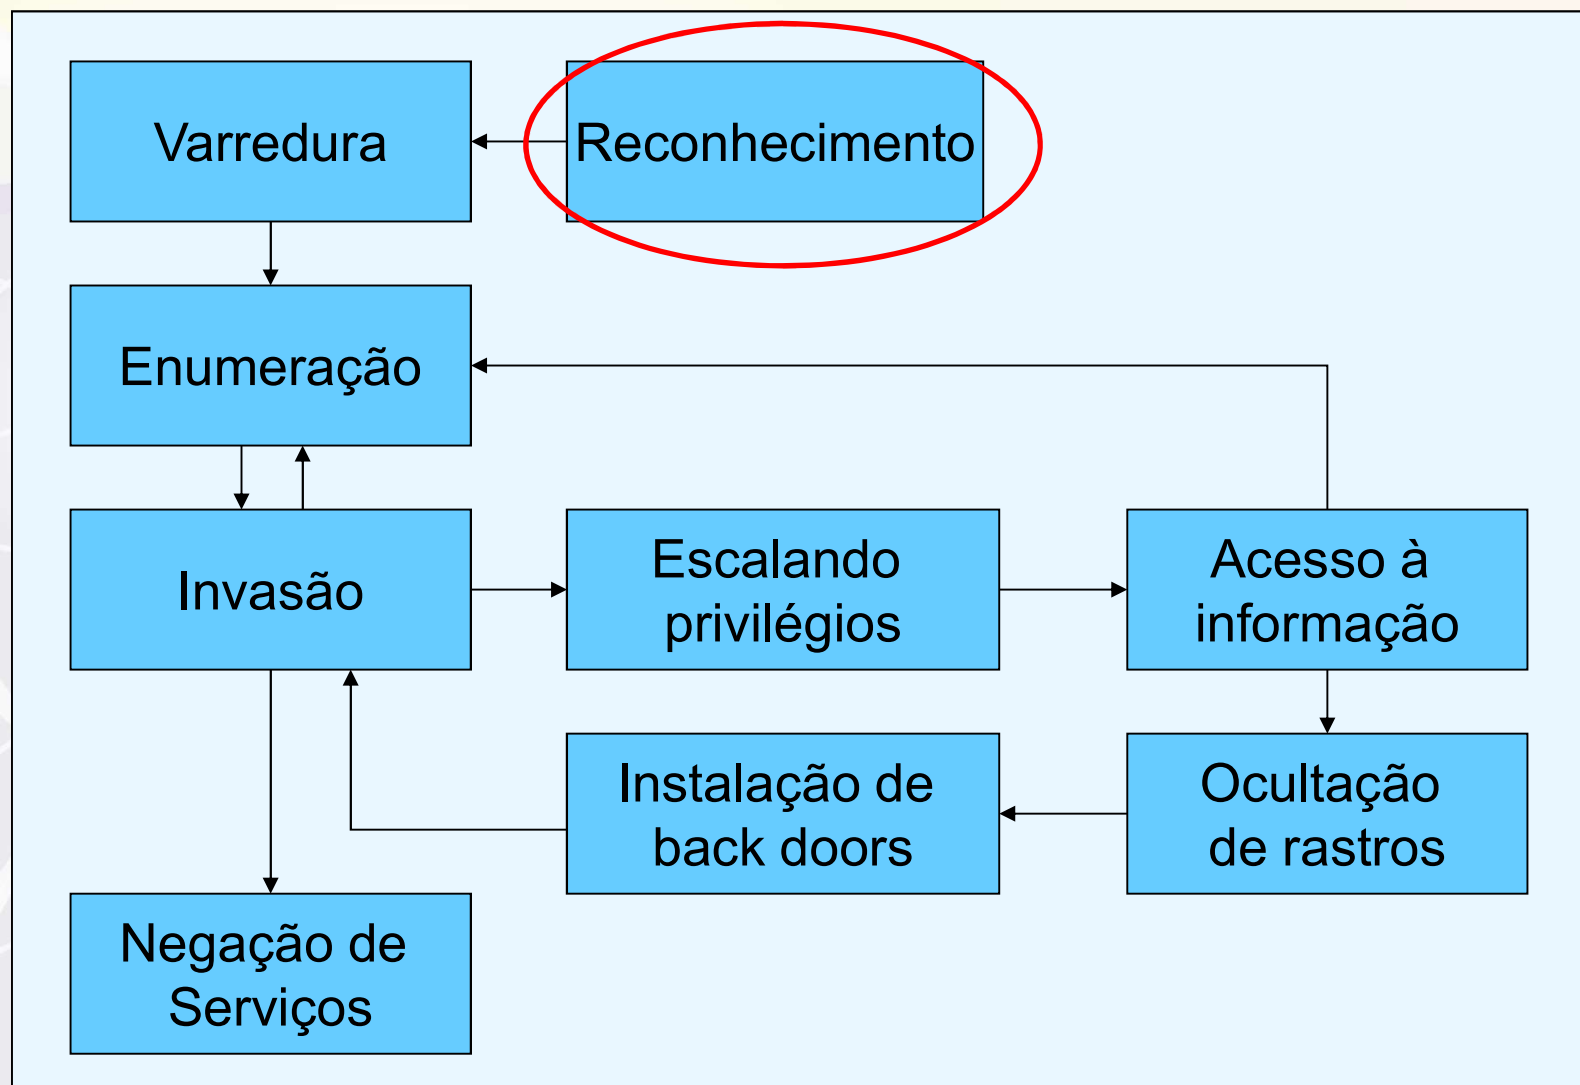 Varredura
Reconhecimento
Enumeração
Invasão
Escalando
privilégios
Acesso à
informação
Instalação de
back doors
Ocultação
de rastros
Negação de
Serviços